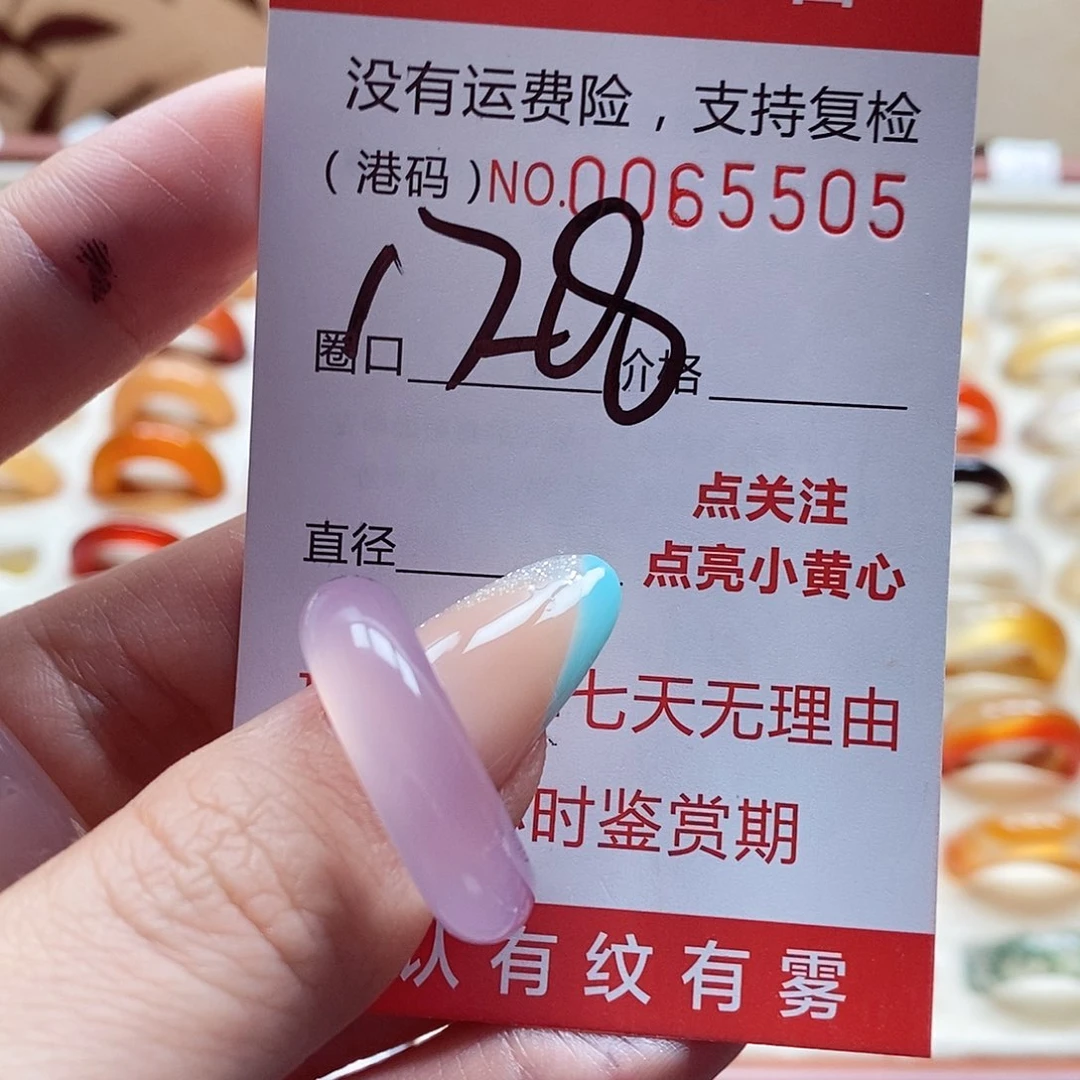 没有运费险，支持复检
（港码）NO.0065505
128
圈口 价格
点关注
直径 点亮小黄心
七天无理由
时鉴赏期
认有纹有雾